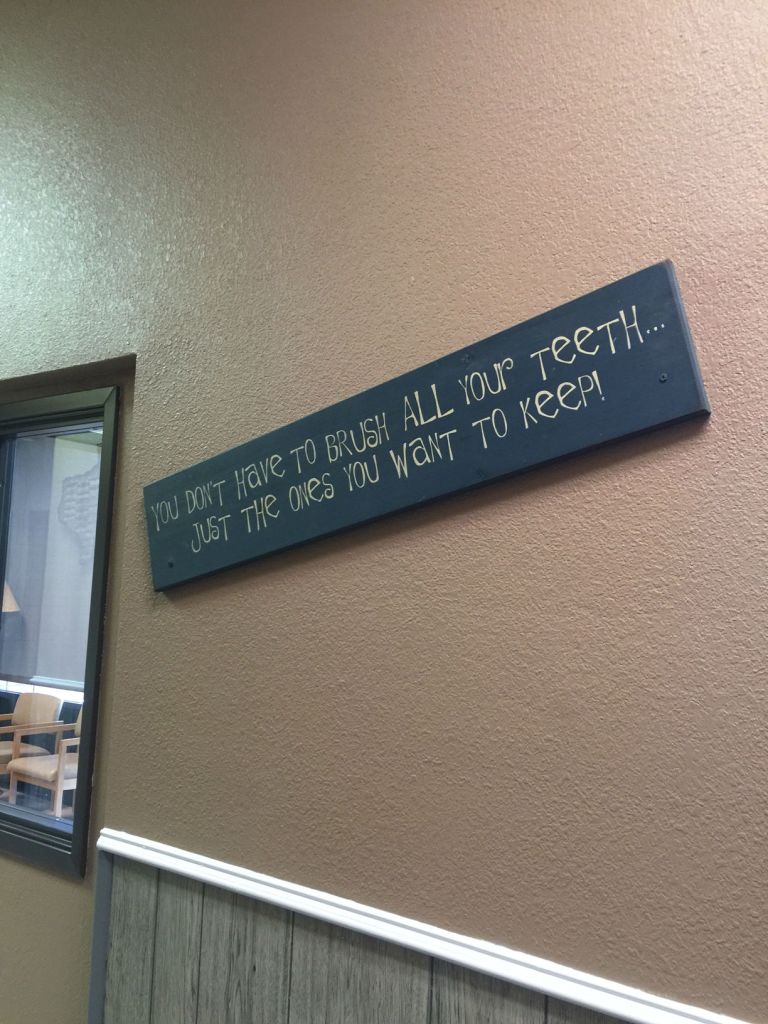 YOU DON'T HAVE TO BRUSH ALL YOUR TEETH...
JUST THE ONES YOU WANT TO KEEP!